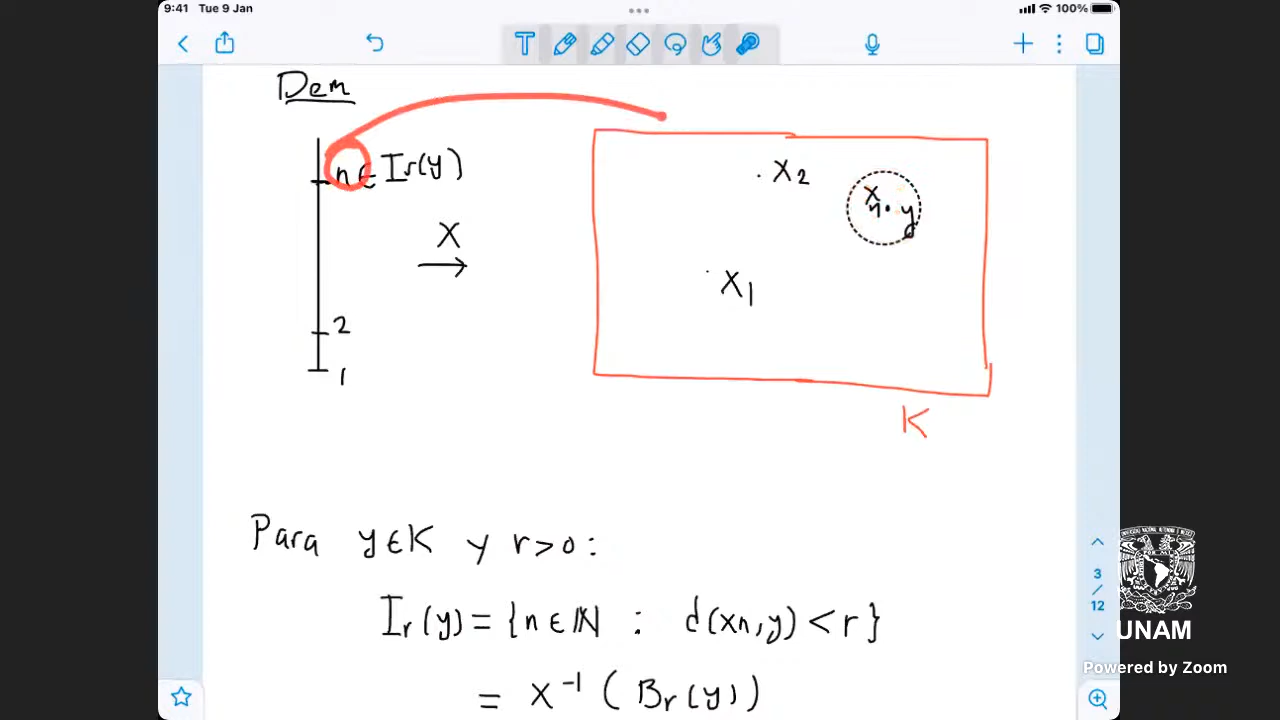 9:41 Tue 9 Jan 100%
Dem
n ∈ Ir(y)
X
→
2
1
X2
xn · y
X1
K
Para y ∈ K y r > 0 :
Ir(y) = {n ∈ ℕ : d(xn, y) < r}
= X⁻¹ ( Br(y) )
3
/
12
UNAM
Powered by Zoom